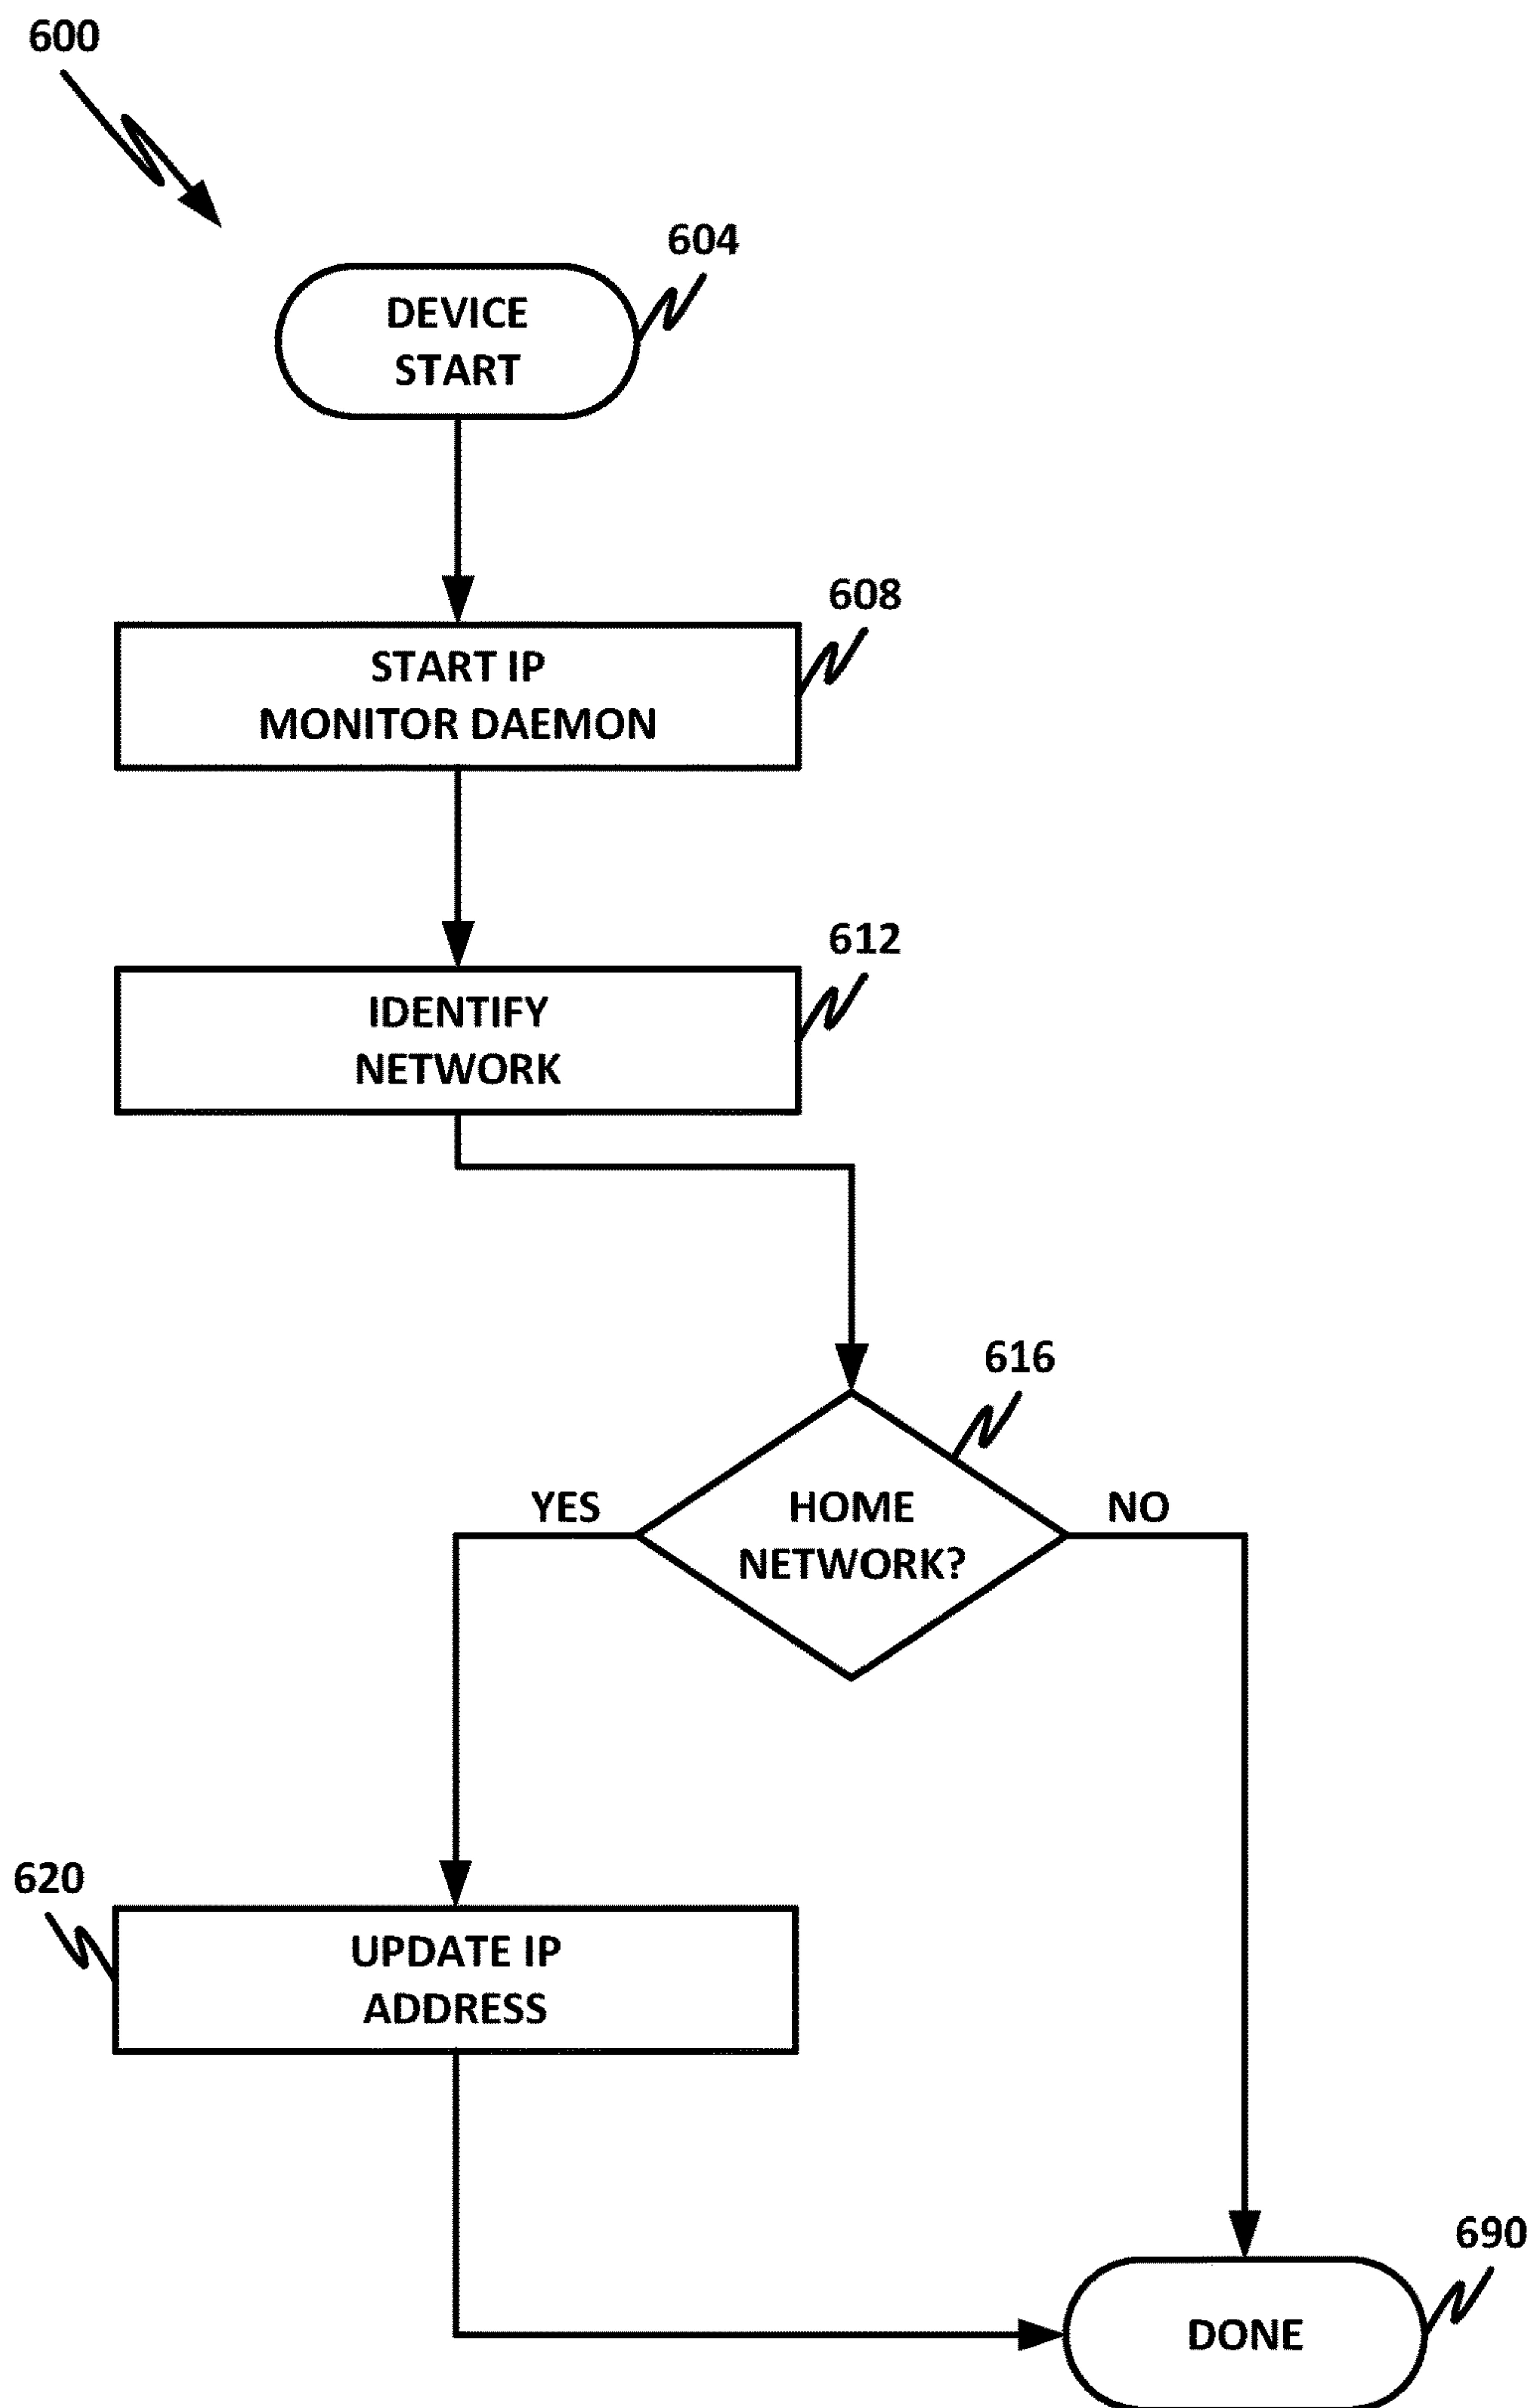 600
604
DEVICE
START
608
START IP
MONITOR DAEMON
612
IDENTIFY
NETWORK
616
YES
HOME
NETWORK?
NO
620
UPDATE IP
ADDRESS
690
DONE